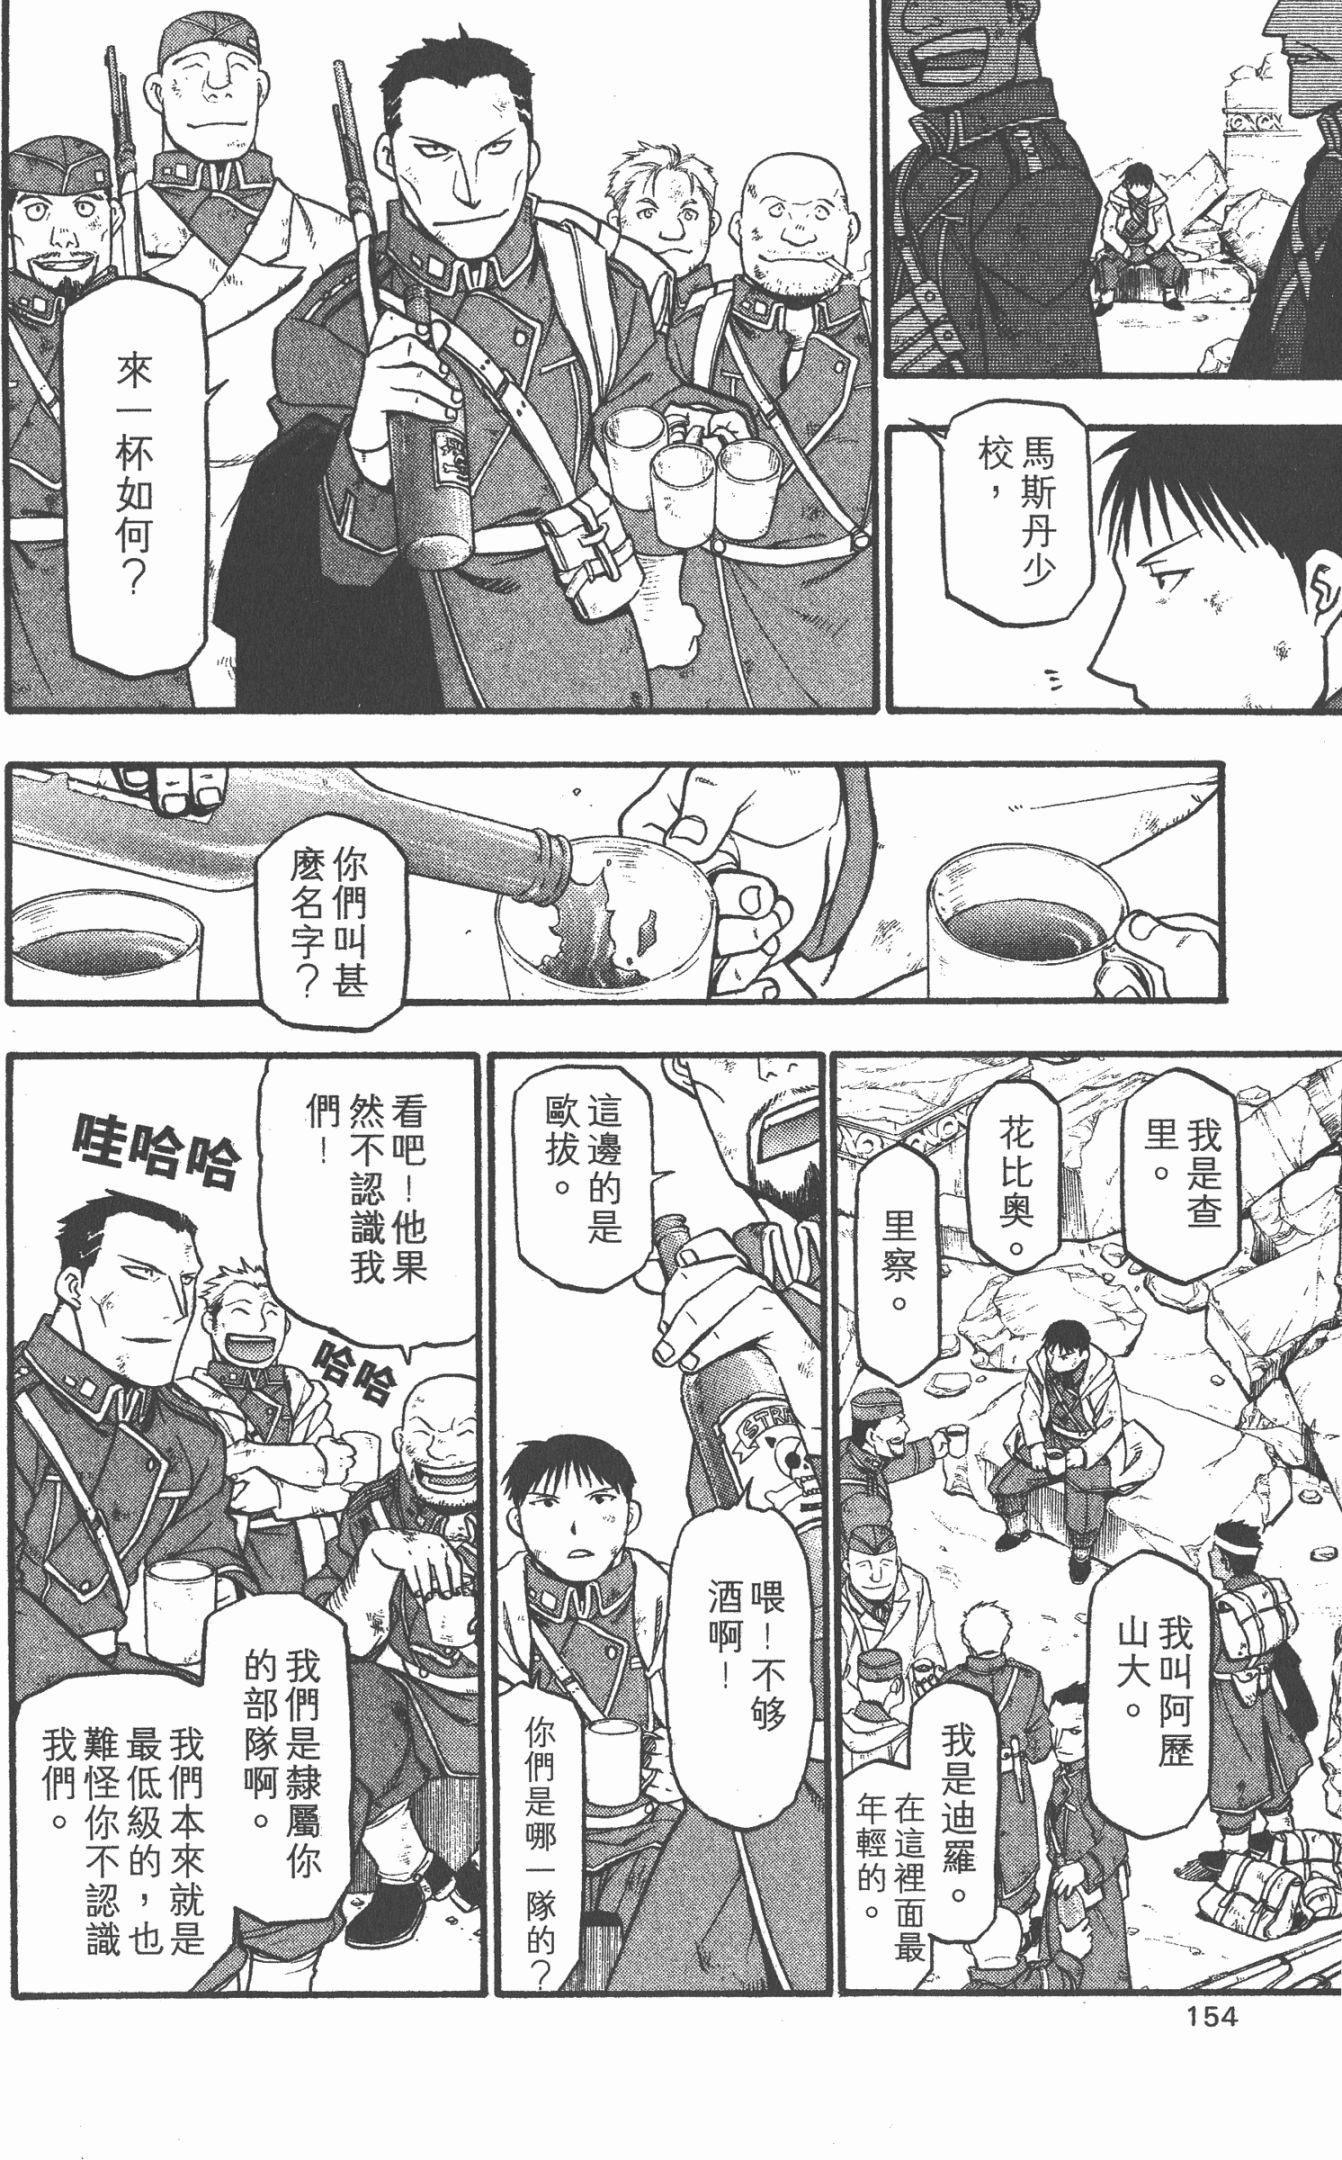 馬斯丹少
校，
來一杯如何？
你們叫甚
麼名字？
我是查
里。
花比奧。
里察。
我叫阿歷
山大。
我是迪羅。
在這裡面最
年輕的。
這邊的是
歐拔。
STR
喂！不够
酒啊！
你們是哪一隊的？
看吧！他果
然不認識我
們！
哇哈哈
哈哈
我們是隸屬你
的部隊啊。
我們本來就是
最低級的，也
難怪你不認識
我們。
154